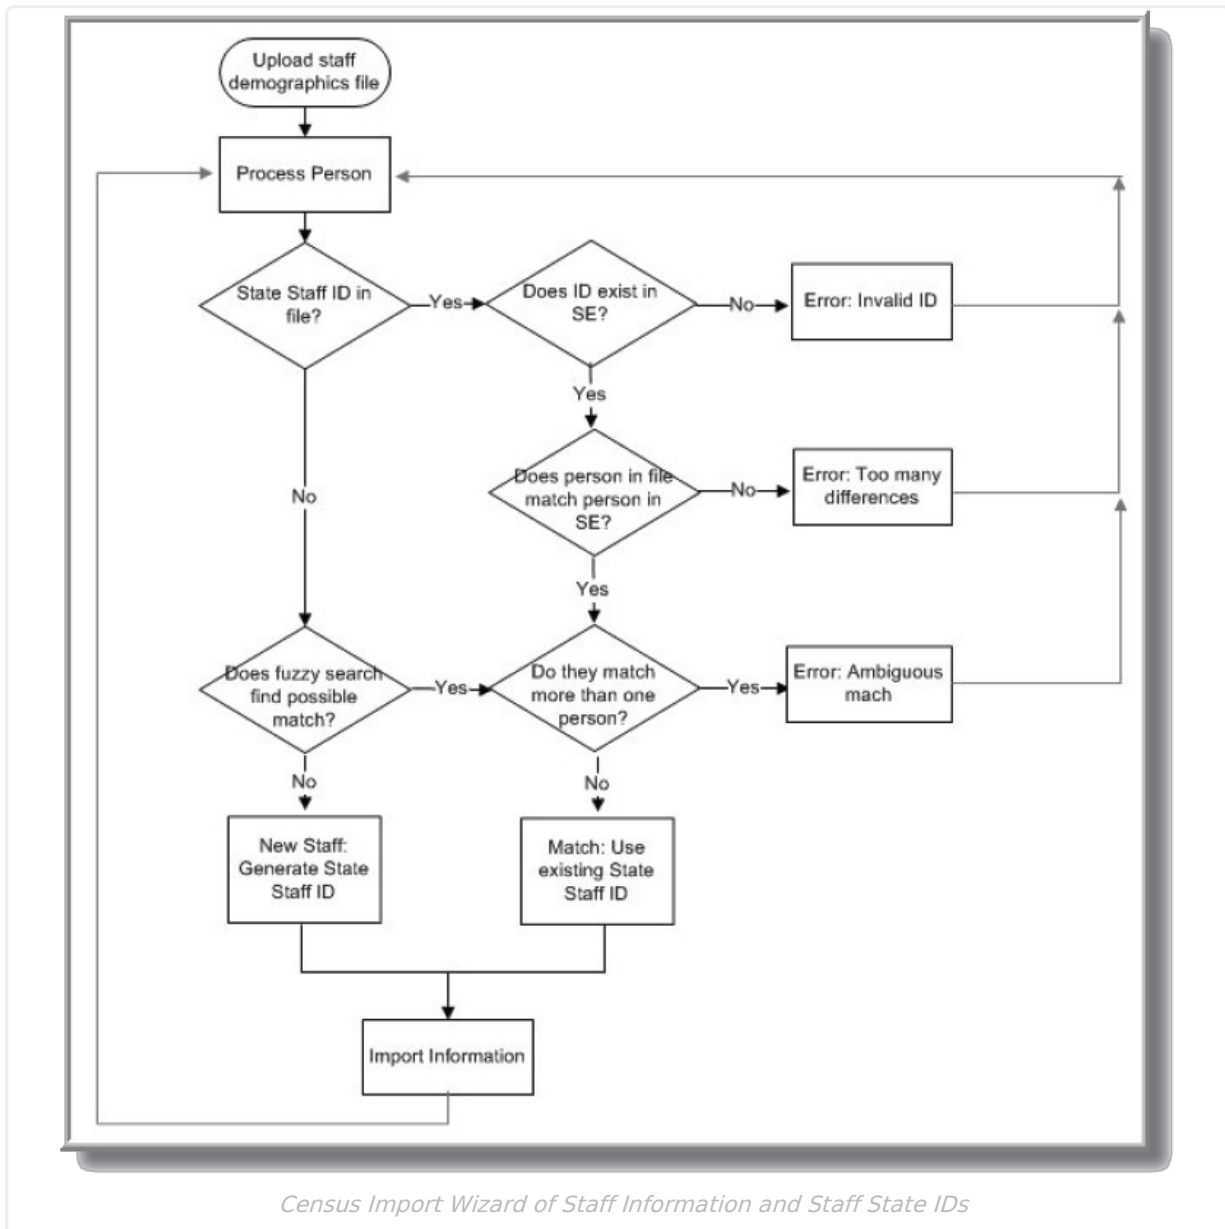 Upload staff
demographics file
Process Person
State Staff ID in
file?
Yes
Does ID exist in
SE?
No
Error: Invalid ID
Yes
No
Does person in file
match person in
SE?
No
Error: Too many
differences
Yes
Does fuzzy search
find possible
match?
Yes
Do they match
more than one
person?
Yes
Error: Ambiguous
mach
No
No
New Staff:
Generate State
Staff ID
Match: Use
existing State
Staff ID
Import Information
Census Import Wizard of Staff Information and Staff State IDs